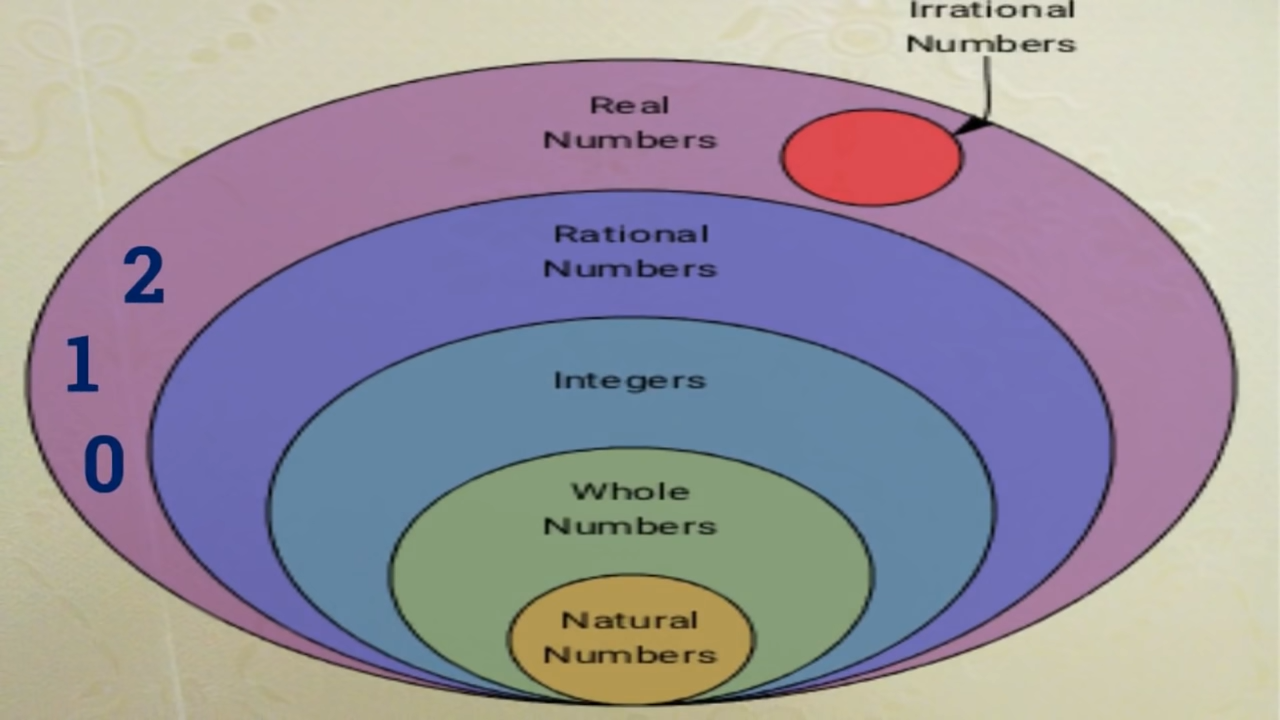 Irrational
Numbers
Real
Numbers
Rational
Numbers
2
1
Integers
0
Whole
Numbers
Natural
Numbers